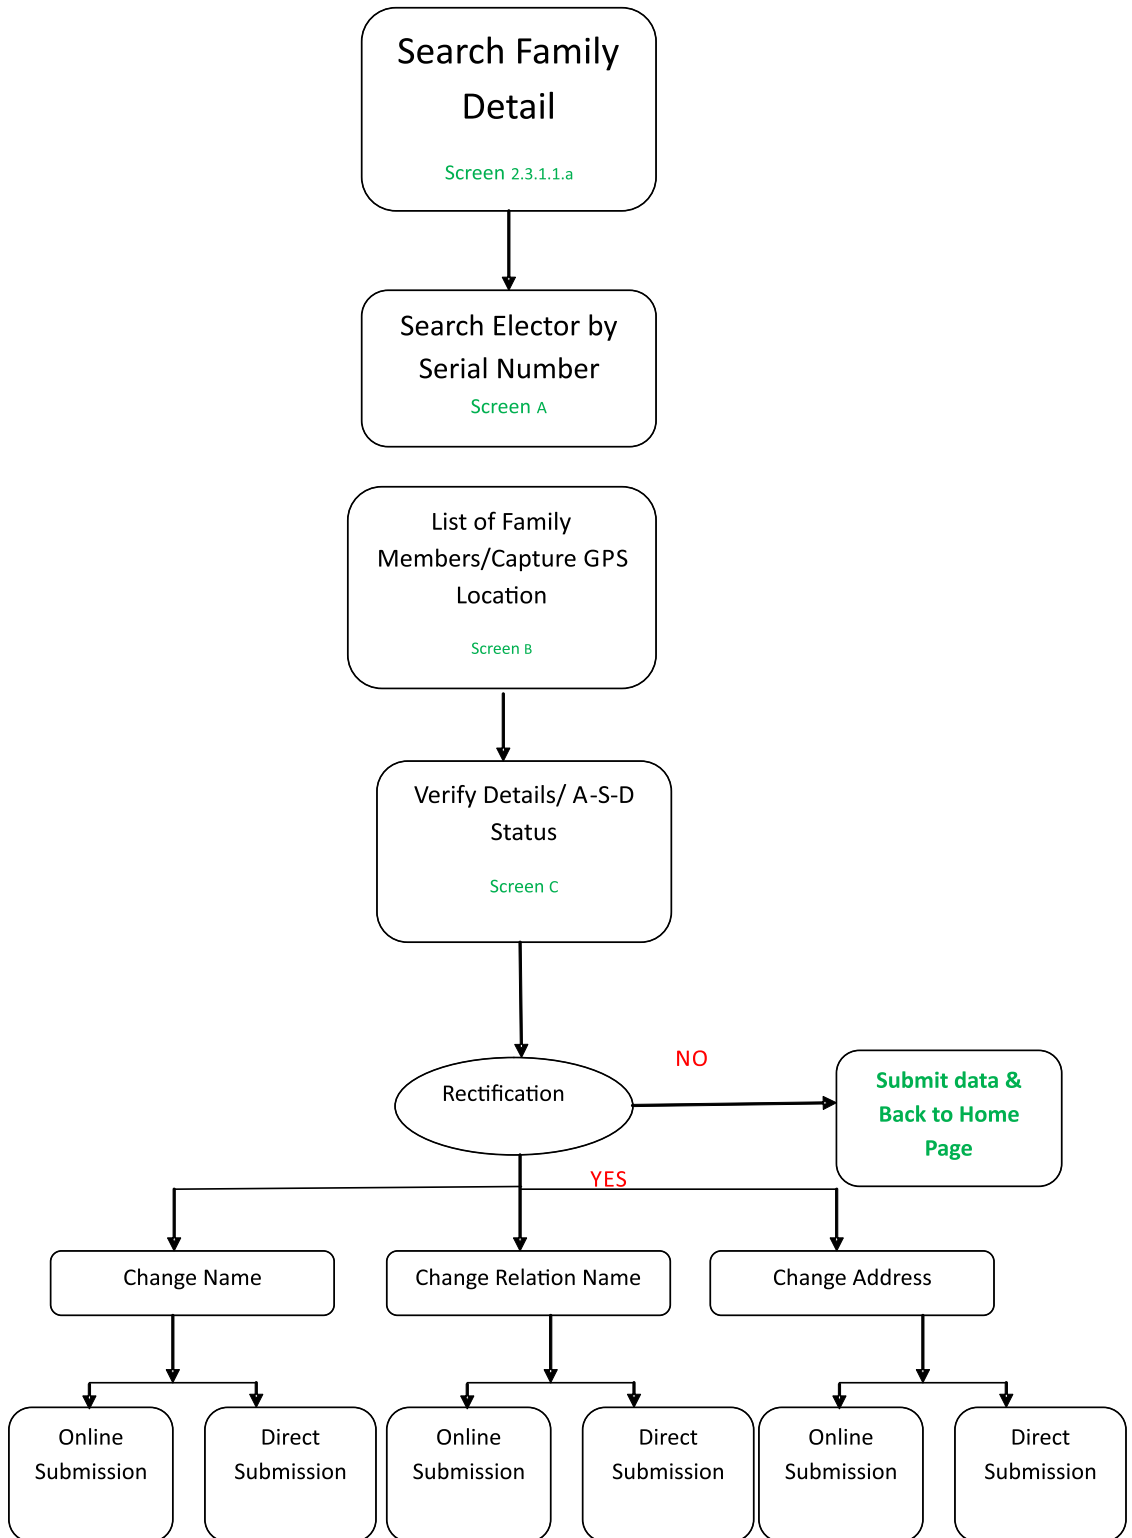 Search Family
Detail
Screen 2.3.1.1.a
Search Elector by
Serial Number
Screen A
List of Family
Members/Capture GPS
Location
Screen B
Verify Details/ A-S-D
Status
Screen C
Rectification
NO
Submit data &
Back to Home
Page
YES
Change Name
Change Relation Name
Change Address
Online
Submission
Direct
Submission
Online
Submission
Direct
Submission
Online
Submission
Direct
Submission